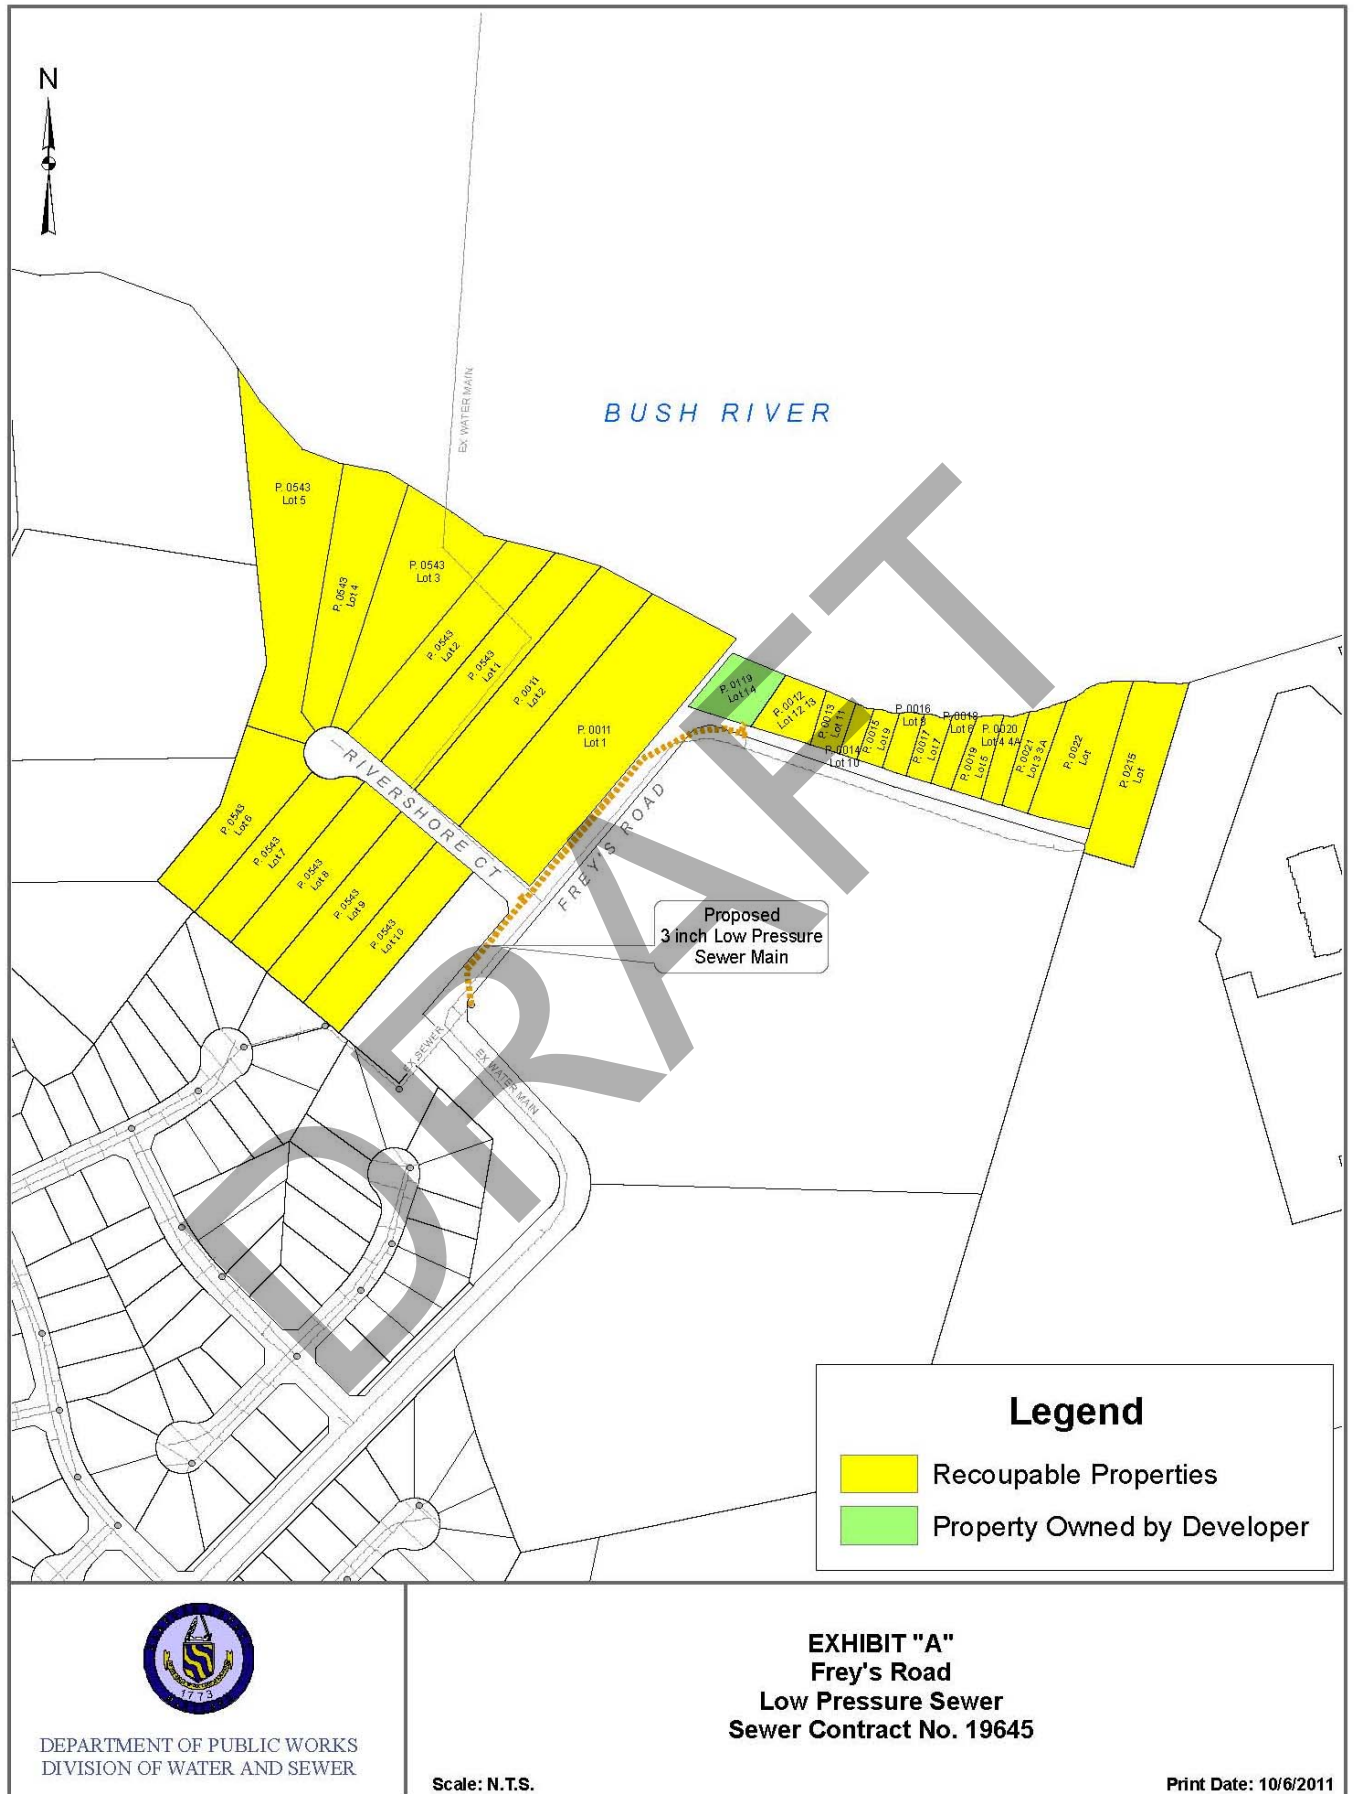 N
EX WATER MAIN
BUSH RIVER
P. 0543
Lot 5
P. 0543
Lot 4
P. 0543
Lot 3
P. 0543
Lot 2
P. 0543
Lot 1
P. 0011
Lot 2
P. 0011
Lot 1
P. 0119
Lot 14
P. 0012
Lot 12 13
P. 0013
Lot 11
P. 0014
Lot 10
P. 0015
Lot 9
P. 0016
Lot 8
P. 0017
Lot 7
P. 0018
Lot 6
P. 0019
Lot 5
P. 0020
Lot 4 4A
P. 0021
Lot 3 3A
P. 0022
Lot
P. 0215
Lot
RIVERSHORE CT
P. 0543
Lot 6
P. 0543
Lot 7
P. 0543
Lot 8
P. 0543
Lot 9
P. 0543
Lot 10
FREY'S ROAD
Proposed
3 inch Low Pressure
Sewer Main
EX SEWER
EX WATER MAIN
DRAFT
Legend
Recoupable Properties
Property Owned by Developer
1773
DEPARTMENT OF PUBLIC WORKS
DIVISION OF WATER AND SEWER
EXHIBIT "A"
Frey's Road
Low Pressure Sewer
Sewer Contract No. 19645
Scale: N.T.S.
Print Date: 10/6/2011